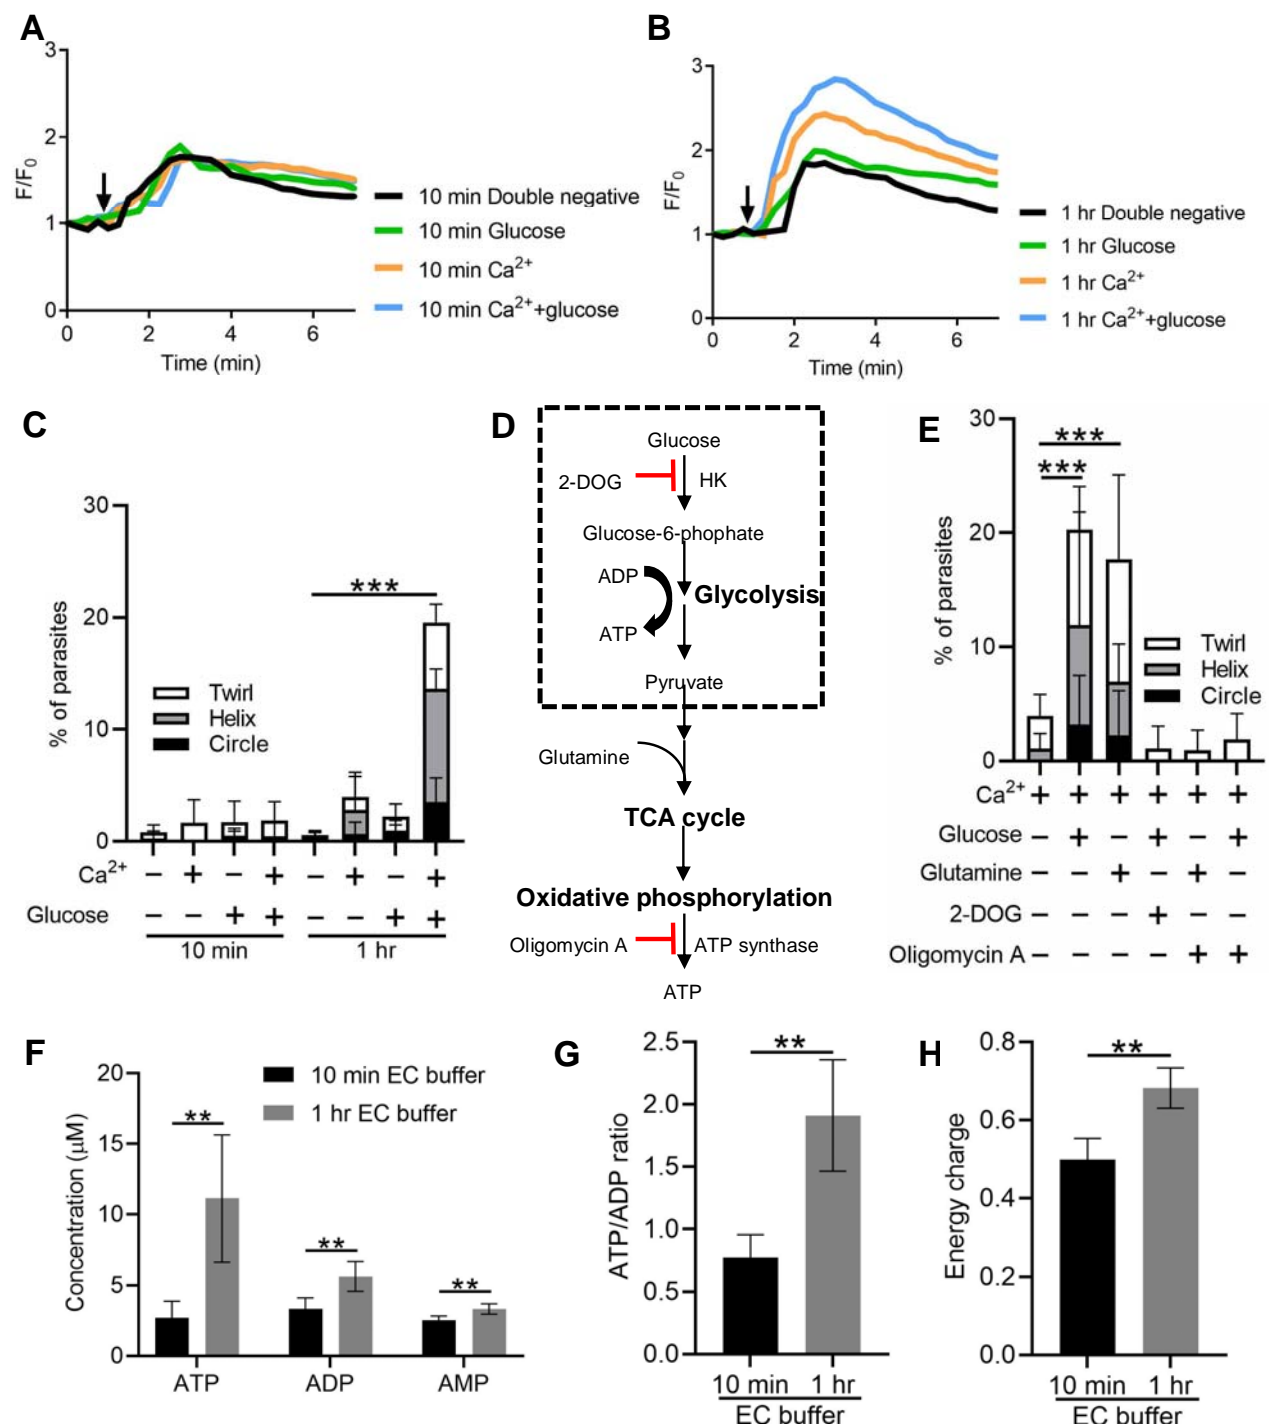 A
3
2
1
0
F/F0
0 2 4 6
Time (min)
10 min Double negative
10 min Glucose
10 min Ca2+
10 min Ca2++glucose
B
3
2
1
0
F/F0
0 2 4 6
Time (min)
1 hr Double negative
1 hr Glucose
1 hr Ca2+
1 hr Ca2++glucose
C
30
20
10
0
% of parasites
***
Twirl
Helix
Circle
Ca2+ − + − + − + − +
Glucose − − + + − − + +
10 min 1 hr
D
Glucose
2-DOG HK
Glucose-6-phophate
ADP
Glycolysis
ATP
Pyruvate
Glutamine
TCA cycle
Oxidative phosphorylation
Oligomycin A ATP synthase
ATP
E
30
20
10
0
% of parasites
***
***
Twirl
Helix
Circle
Ca2+ + + + + + +
Glucose − + − + − +
Glutamine − − + − + −
2-DOG − − − + − −
Oligomycin A − − − − + +
F
20
15
10
5
0
Concentration (μM)
10 min EC buffer
1 hr EC buffer
** ** **
ATP ADP AMP
G
2.5
2.0
1.5
1.0
0.5
0.0
ATP/ADP ratio
**
10 min 1 hr
EC buffer
H
0.8
0.6
0.4
0.2
0.0
Energy charge
**
10 min 1 hr
EC buffer